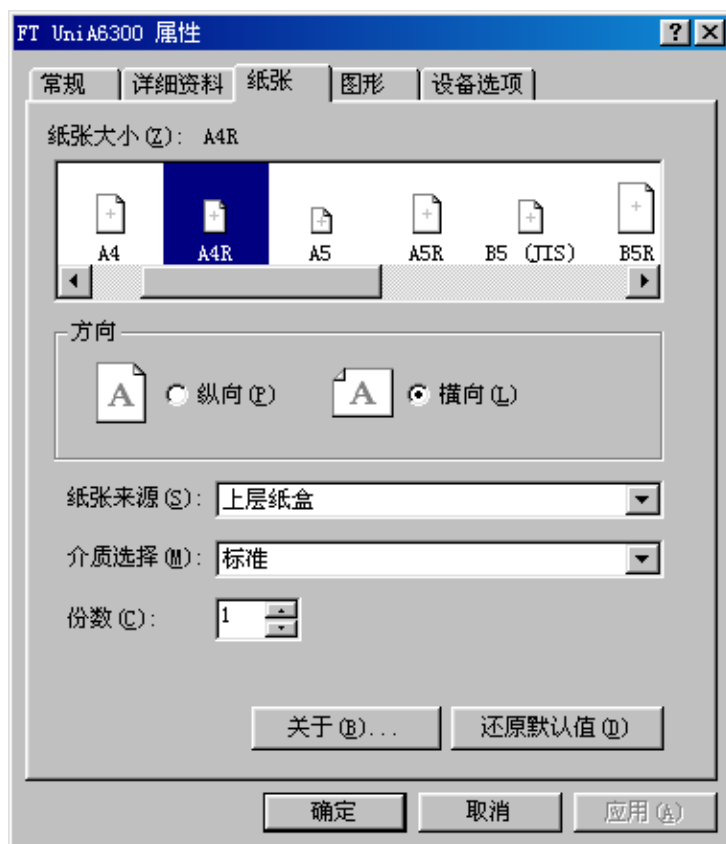 FT UniA6300 属性
常规 详细资料 纸张 图形 设备选项
纸张大小(Z): A4R
A4 A4R A5 A5R B5 (JIS) B5R
方向
A 纵向(P) A 横向(L)
纸张来源(S): 上层纸盒
介质选择(M): 标准
份数(C): 1
关于(B)... 还原默认值(D)
确定 取消 应用(A)